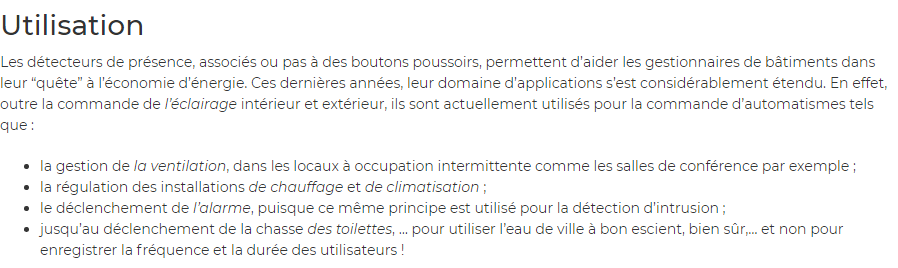 Utilisation
Les détecteurs de présence, associés ou pas à des boutons poussoirs, permettent d’aider les gestionnaires de bâtiments dans
leur “quête” à l’économie d’énergie. Ces dernières années, leur domaine d’applications s’est considérablement étendu. En effet,
outre la commande de l’éclairage intérieur et extérieur, ils sont actuellement utilisés pour la commande d’automatismes tels
que :
• la gestion de la ventilation, dans les locaux à occupation intermittente comme les salles de conférence par exemple ;
• la régulation des installations de chauffage et de climatisation ;
• le déclenchement de l’alarme, puisque ce même principe est utilisé pour la détection d’intrusion ;
• jusqu’au déclenchement de la chasse des toilettes, … pour utiliser l’eau de ville à bon escient, bien sûr,… et non pour
enregistrer la fréquence et la durée des utilisateurs !